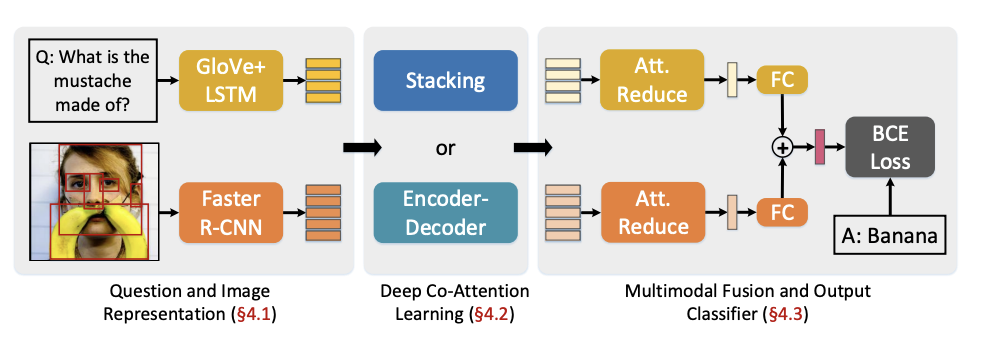 Q: What is the
mustache
made of?
GloVe+
LSTM
Faster
R-CNN
Question and Image
Representation (§4.1)
Stacking
or
Encoder-
Decoder
Deep Co-Attention
Learning (§4.2)
Att.
Reduce
FC
Att.
Reduce
FC
+
BCE
Loss
A: Banana
Multimodal Fusion and Output
Classifier (§4.3)